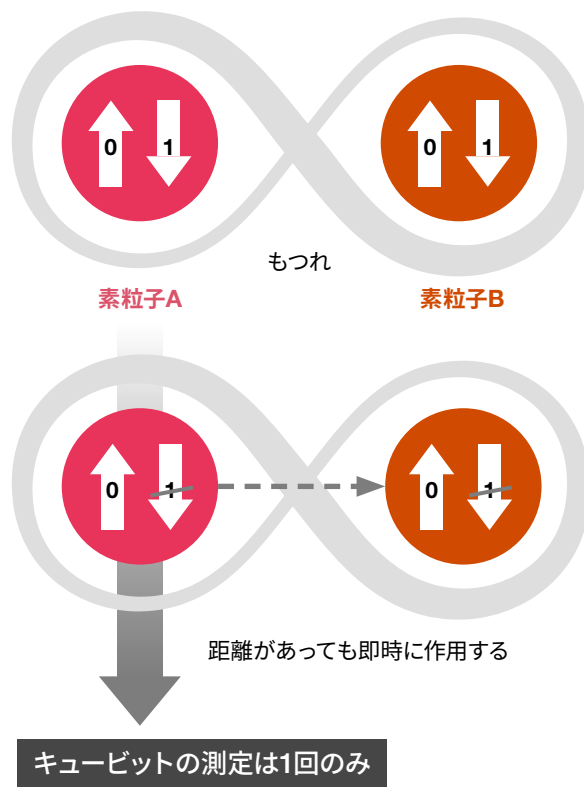 0 1 0 1
もつれ
素粒子A 素粒子B
0 1 0 1
距離があっても即時に作用する
キュービットの測定は1回のみ